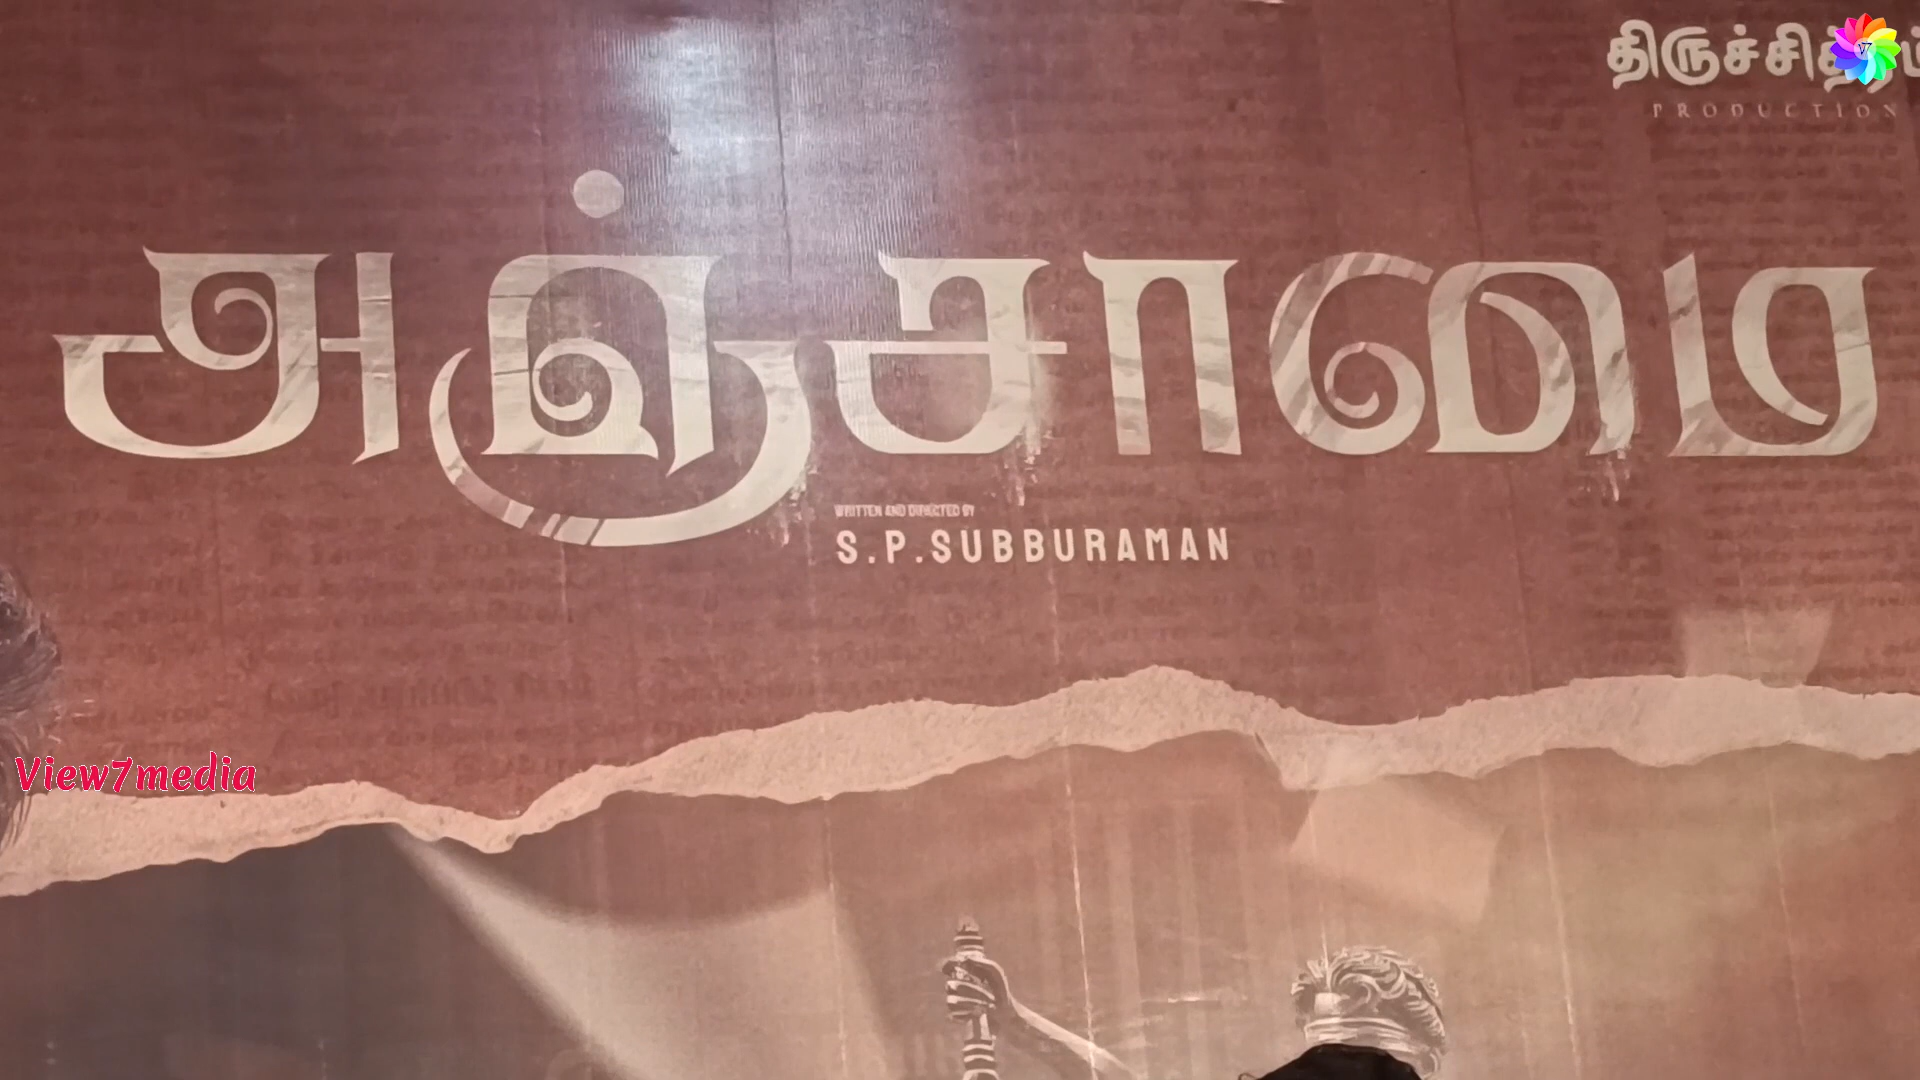 PRODUCTION
அஞ்சாமை
WRITTEN AND DIRECTED BY
S.P.SUBBURAMAN
View7media